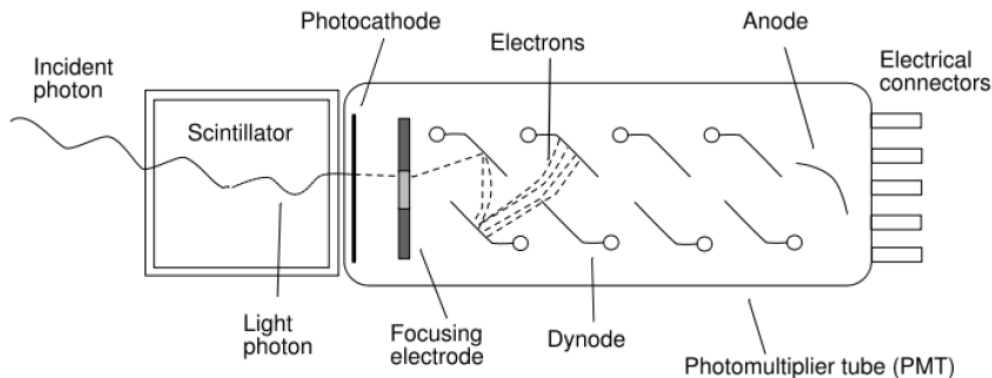 Photocathode
Electrons
Anode
Incident
photon
Electrical
connectors
Scintillator
Light
photon
Focusing
electrode
Dynode
Photomultiplier tube (PMT)